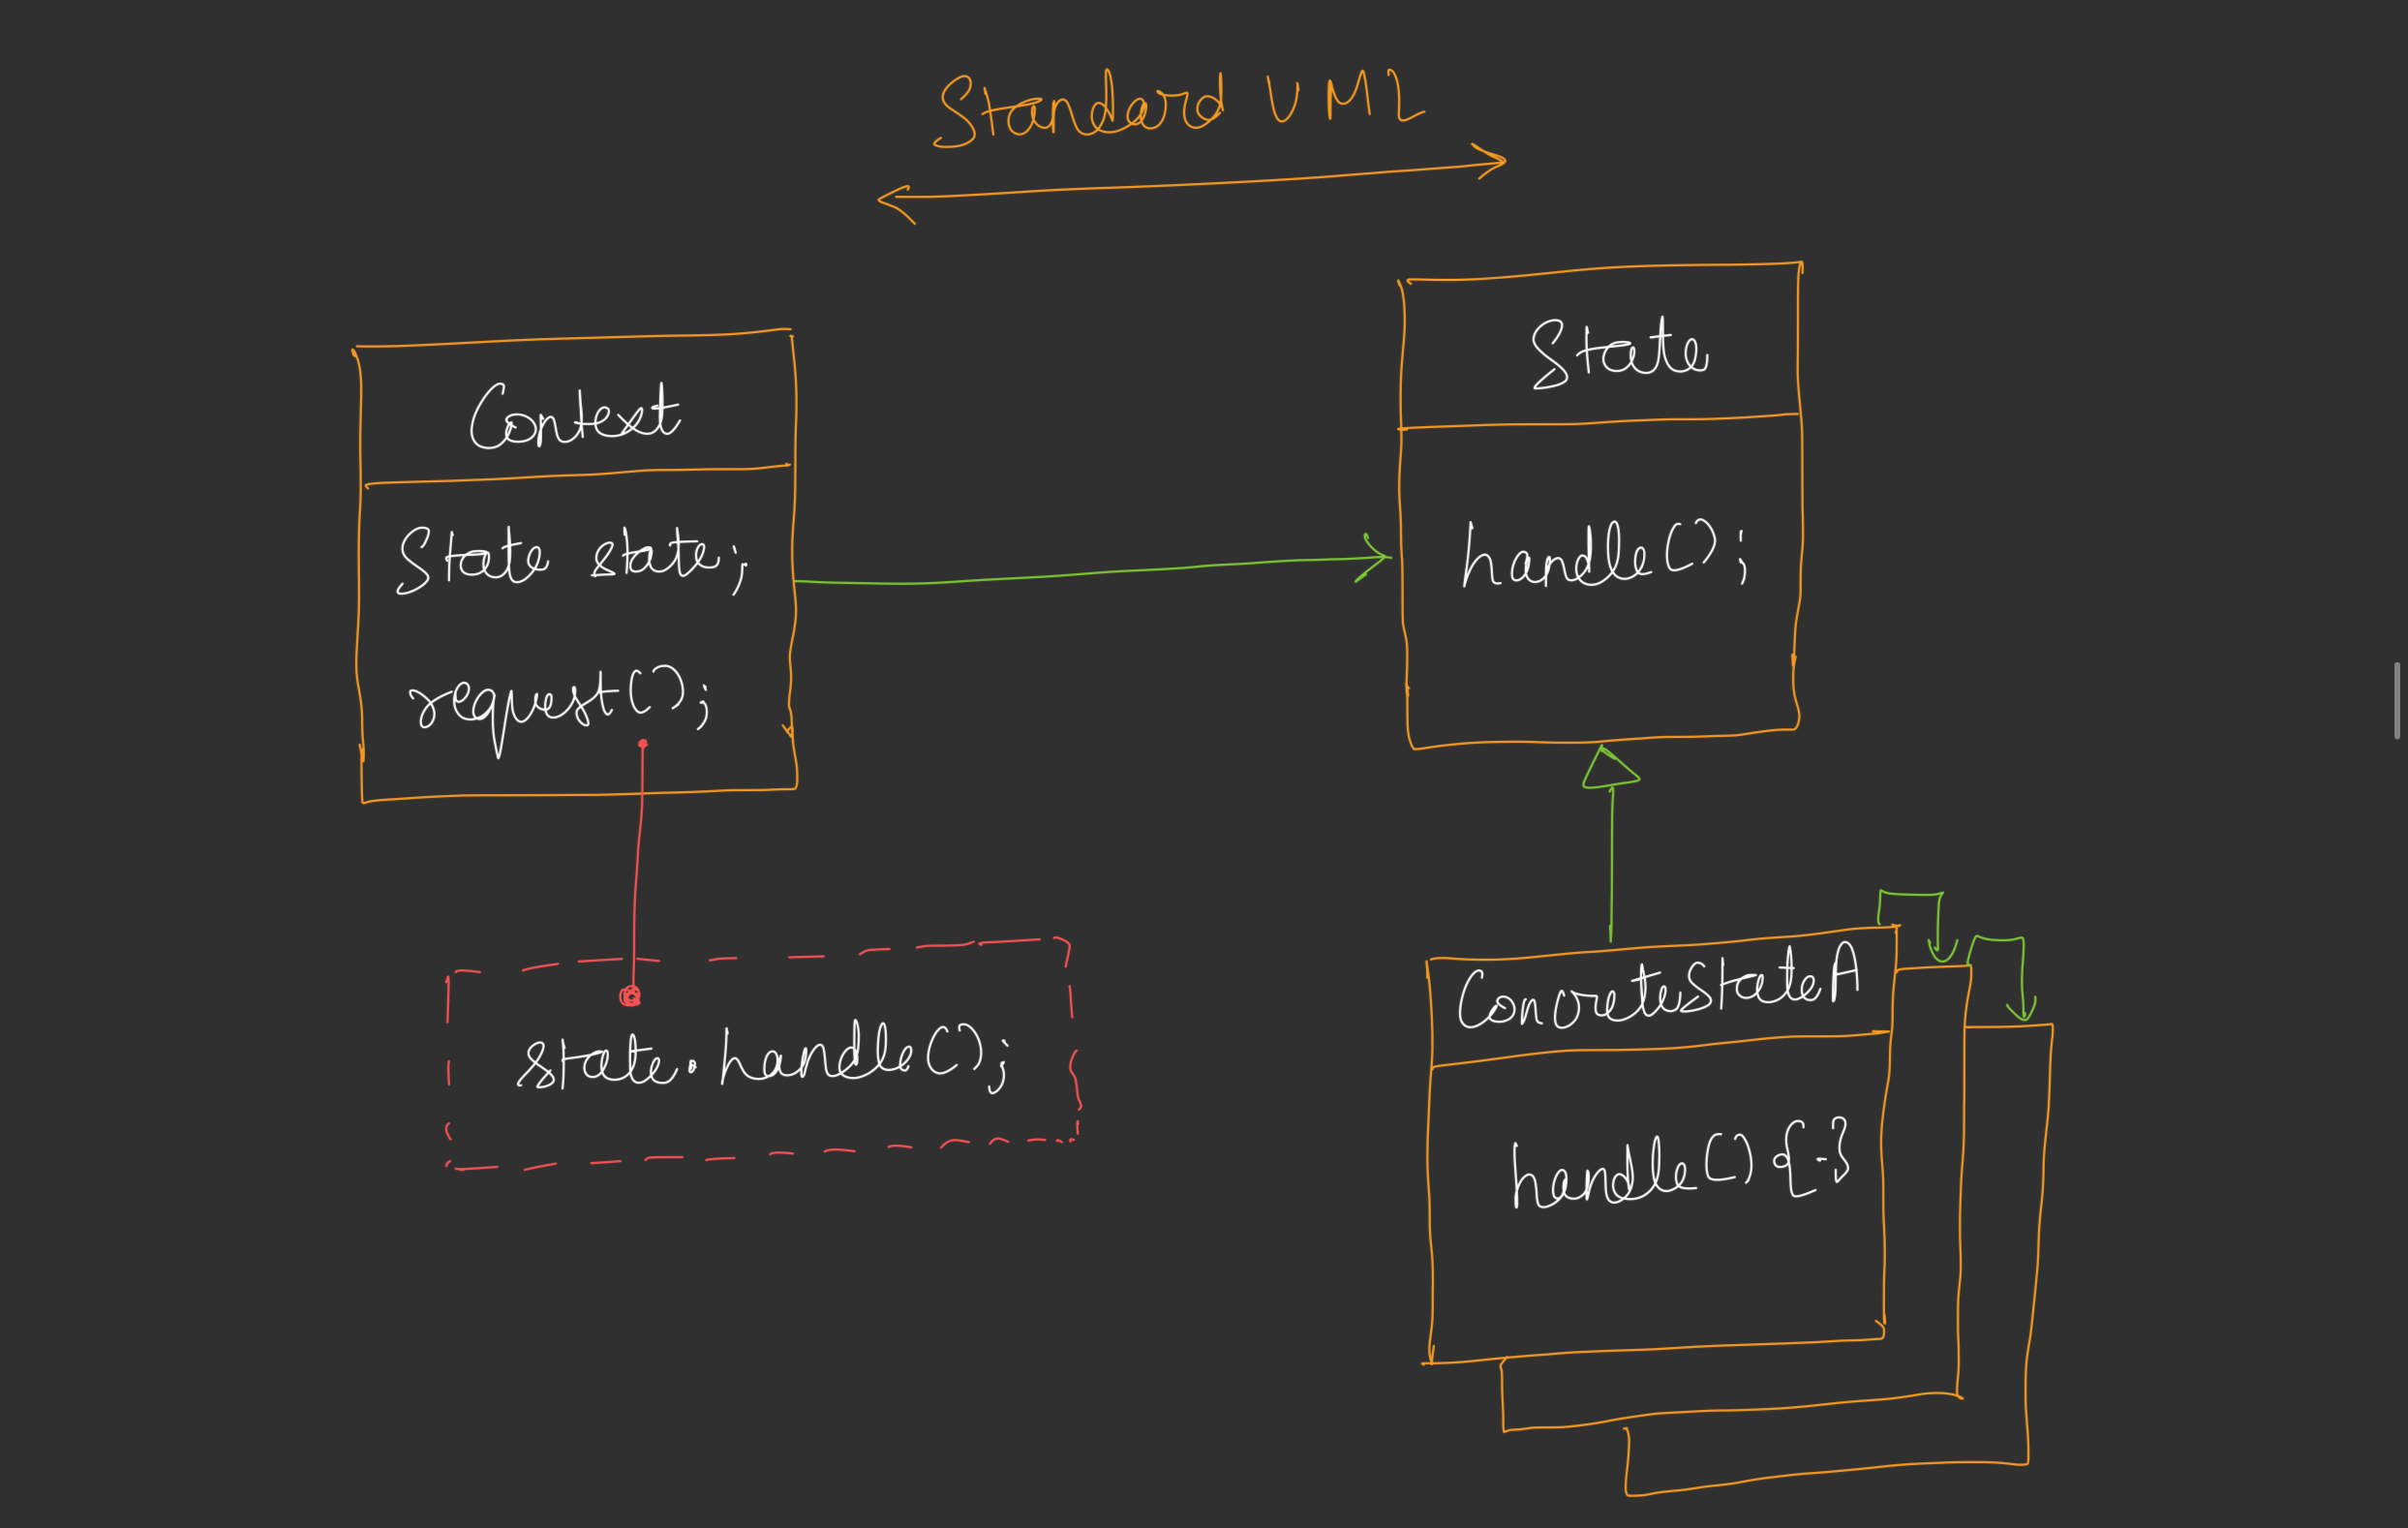 Standard UML
Context
State state;
request();
State
handle();
state.handle();
ConcreteStateA
handle() {-}